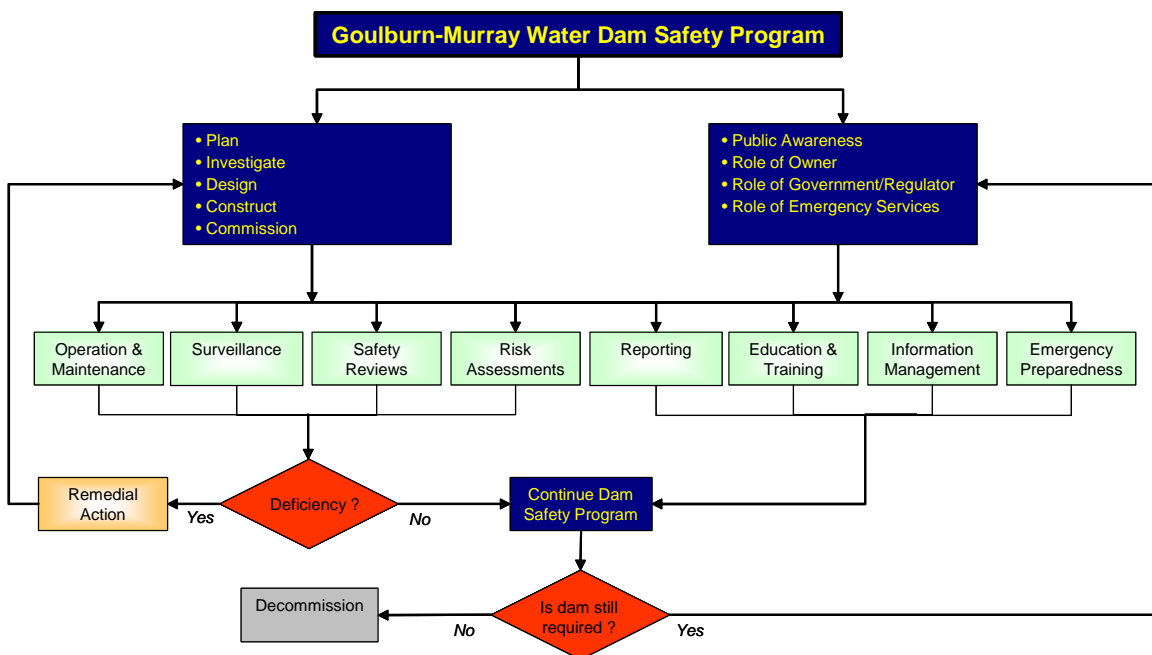 Goulburn-Murray Water Dam Safety Program
• Plan
• Investigate
• Design
• Construct
• Commission
• Public Awareness
• Role of Owner
• Role of Government/Regulator
• Role of Emergency Services
Operation &
Maintenance
Surveillance
Safety
Reviews
Risk
Assessments
Reporting
Education &
Training
Information
Management
Emergency
Preparedness
Remedial
Action
Yes
Deficiency ?
No
Continue Dam
Safety Program
Decommission
No
Is dam still
required ?
Yes